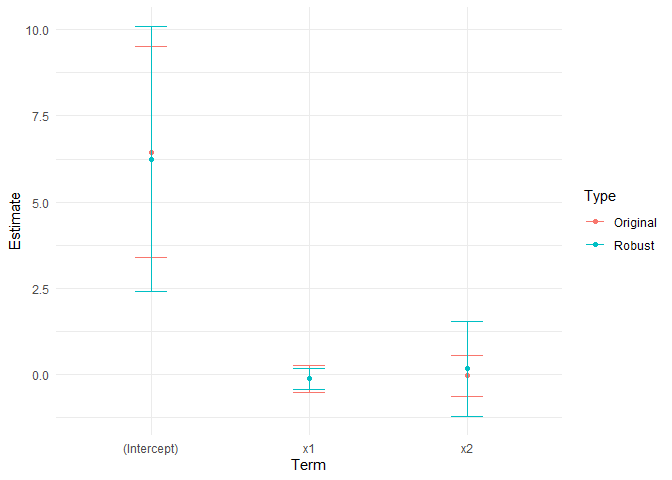 10.0
7.5
5.0
2.5
0.0
Estimate
(Intercept)
x1
x2
Term
Type
Original
Robust